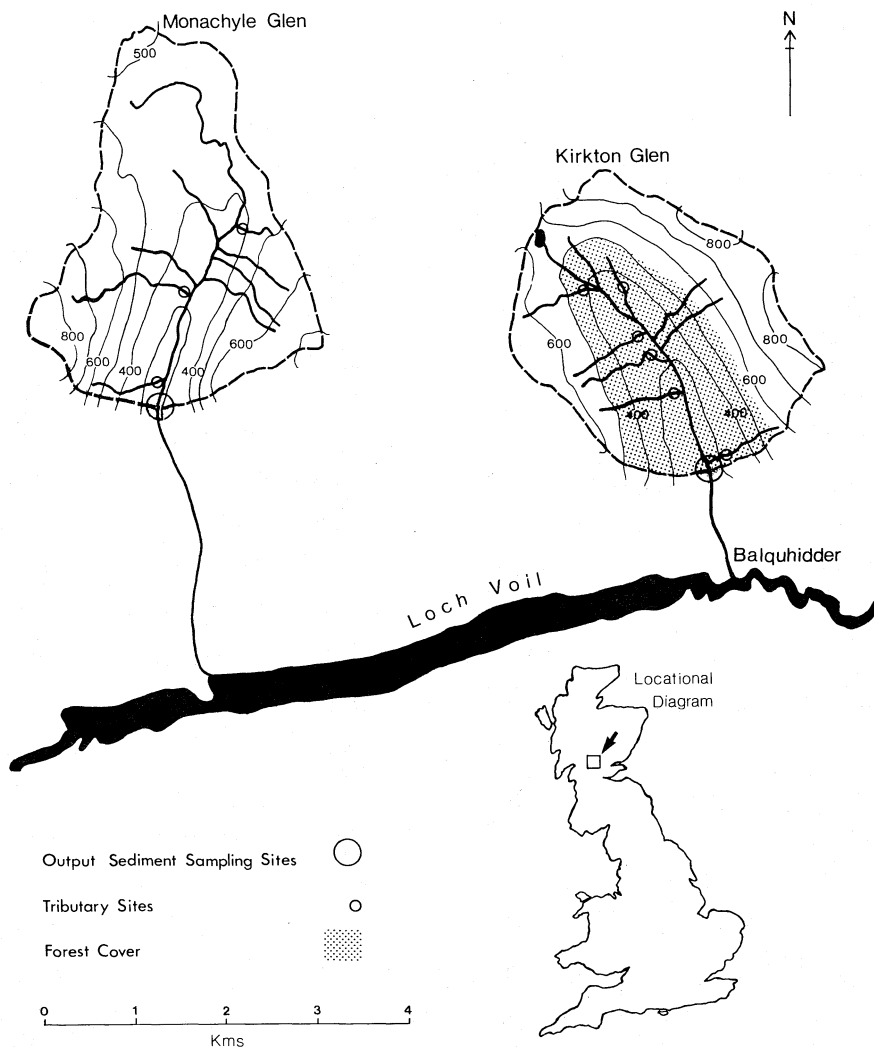 Monachyle Glen
500
800
600
400
400
600
N
Kirkton Glen
800
800
600
600
400
400
Balquhidder
Loch Voil
Locational
Diagram
Output Sediment Sampling Sites
Tributary Sites
Forest Cover
0 1 2 3 4
Kms